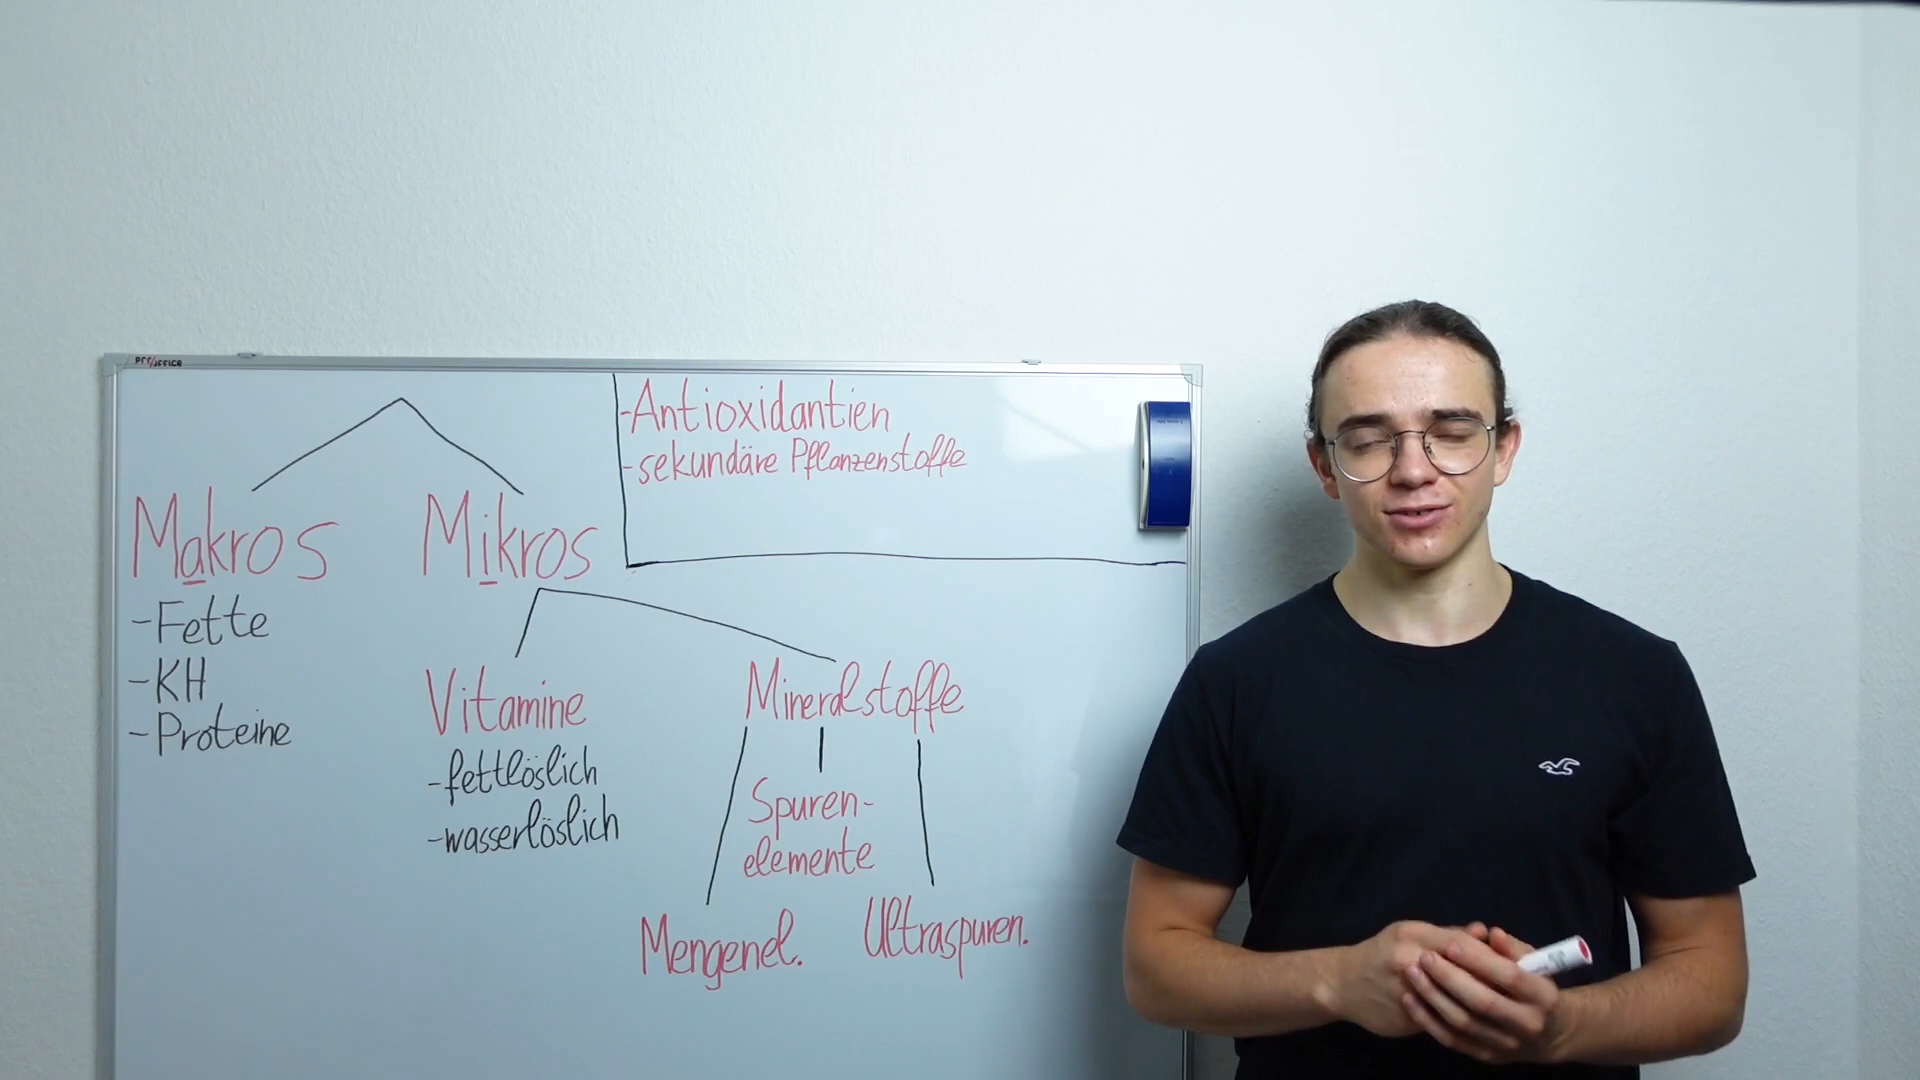 -Antioxidantien
-sekundäre Pflanzenstoffe
Makros
-Fette
-KH
-Proteine
Mikros
Vitamine
-fettlöslich
-wasserlöslich
Mineralstoffe
Spuren-
elemente
Mengenel.
Ultraspuren.